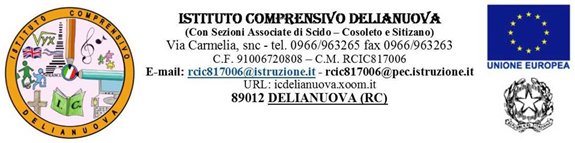 ISTITUTO COMPRENSIVO DELIANUOVA
(Con Sezioni Associate di Scido – Cosoleto e Sitizano)
Via Carmelia, snc - tel. 0966/963265 fax 0966/963263
C.F. 91006720808 – C.M. RCIC817006
E-mail: rcic817006@istruzione.it - rcic817006@pec.istruzione.it
URL: icdelianuova.xoom.it
89012 DELIANUOVA (RC)
ISTITUTO COMPRENSIVO
DELIANUOVA
I. C.
UNIONE EUROPEA